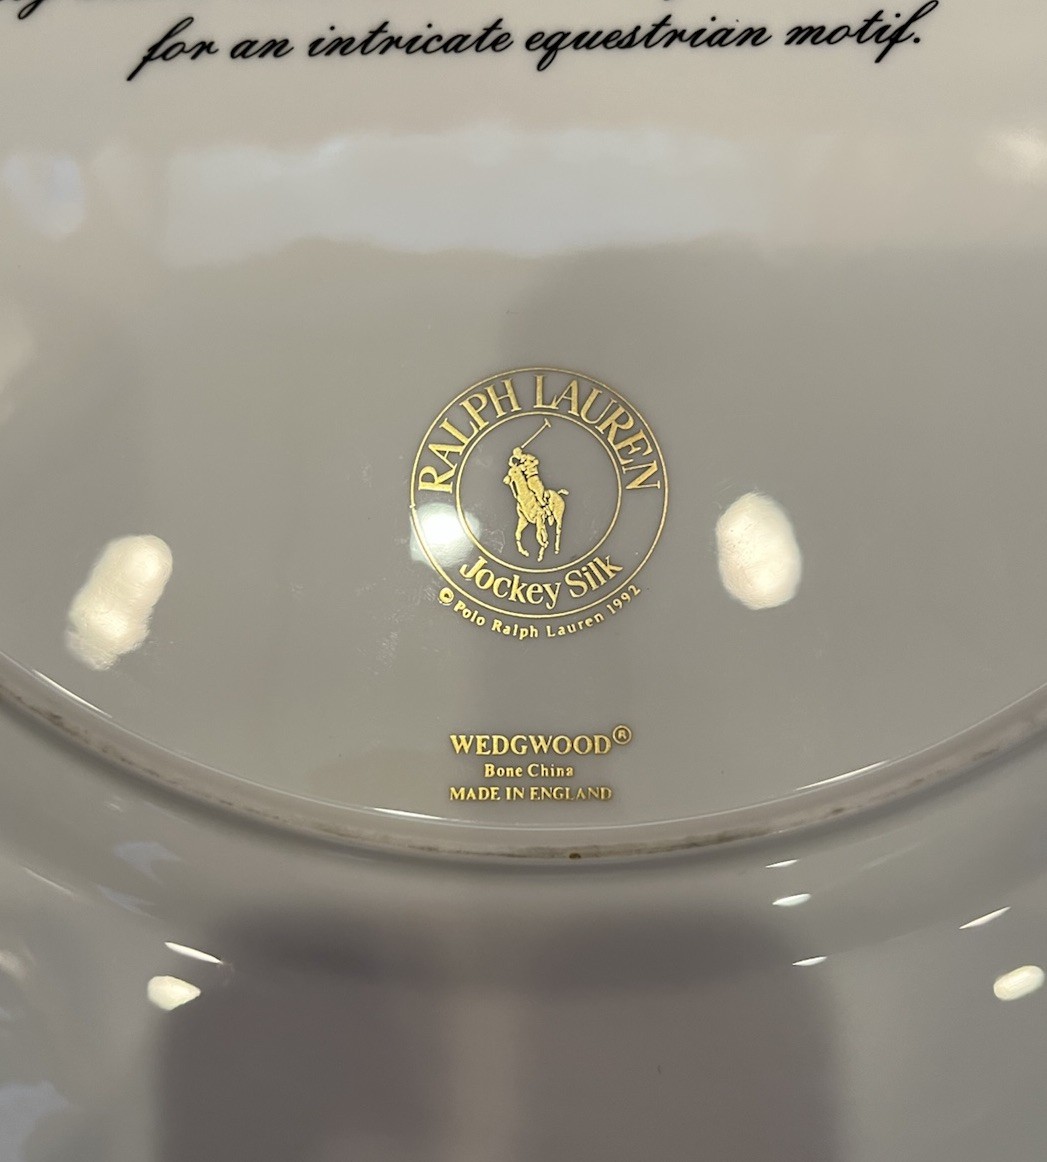 for an intricate equestrian motif.
RALPH LAUREN
Jockey Silk
© Polo Ralph Lauren 1992
WEDGWOOD®
Bone China
MADE IN ENGLAND